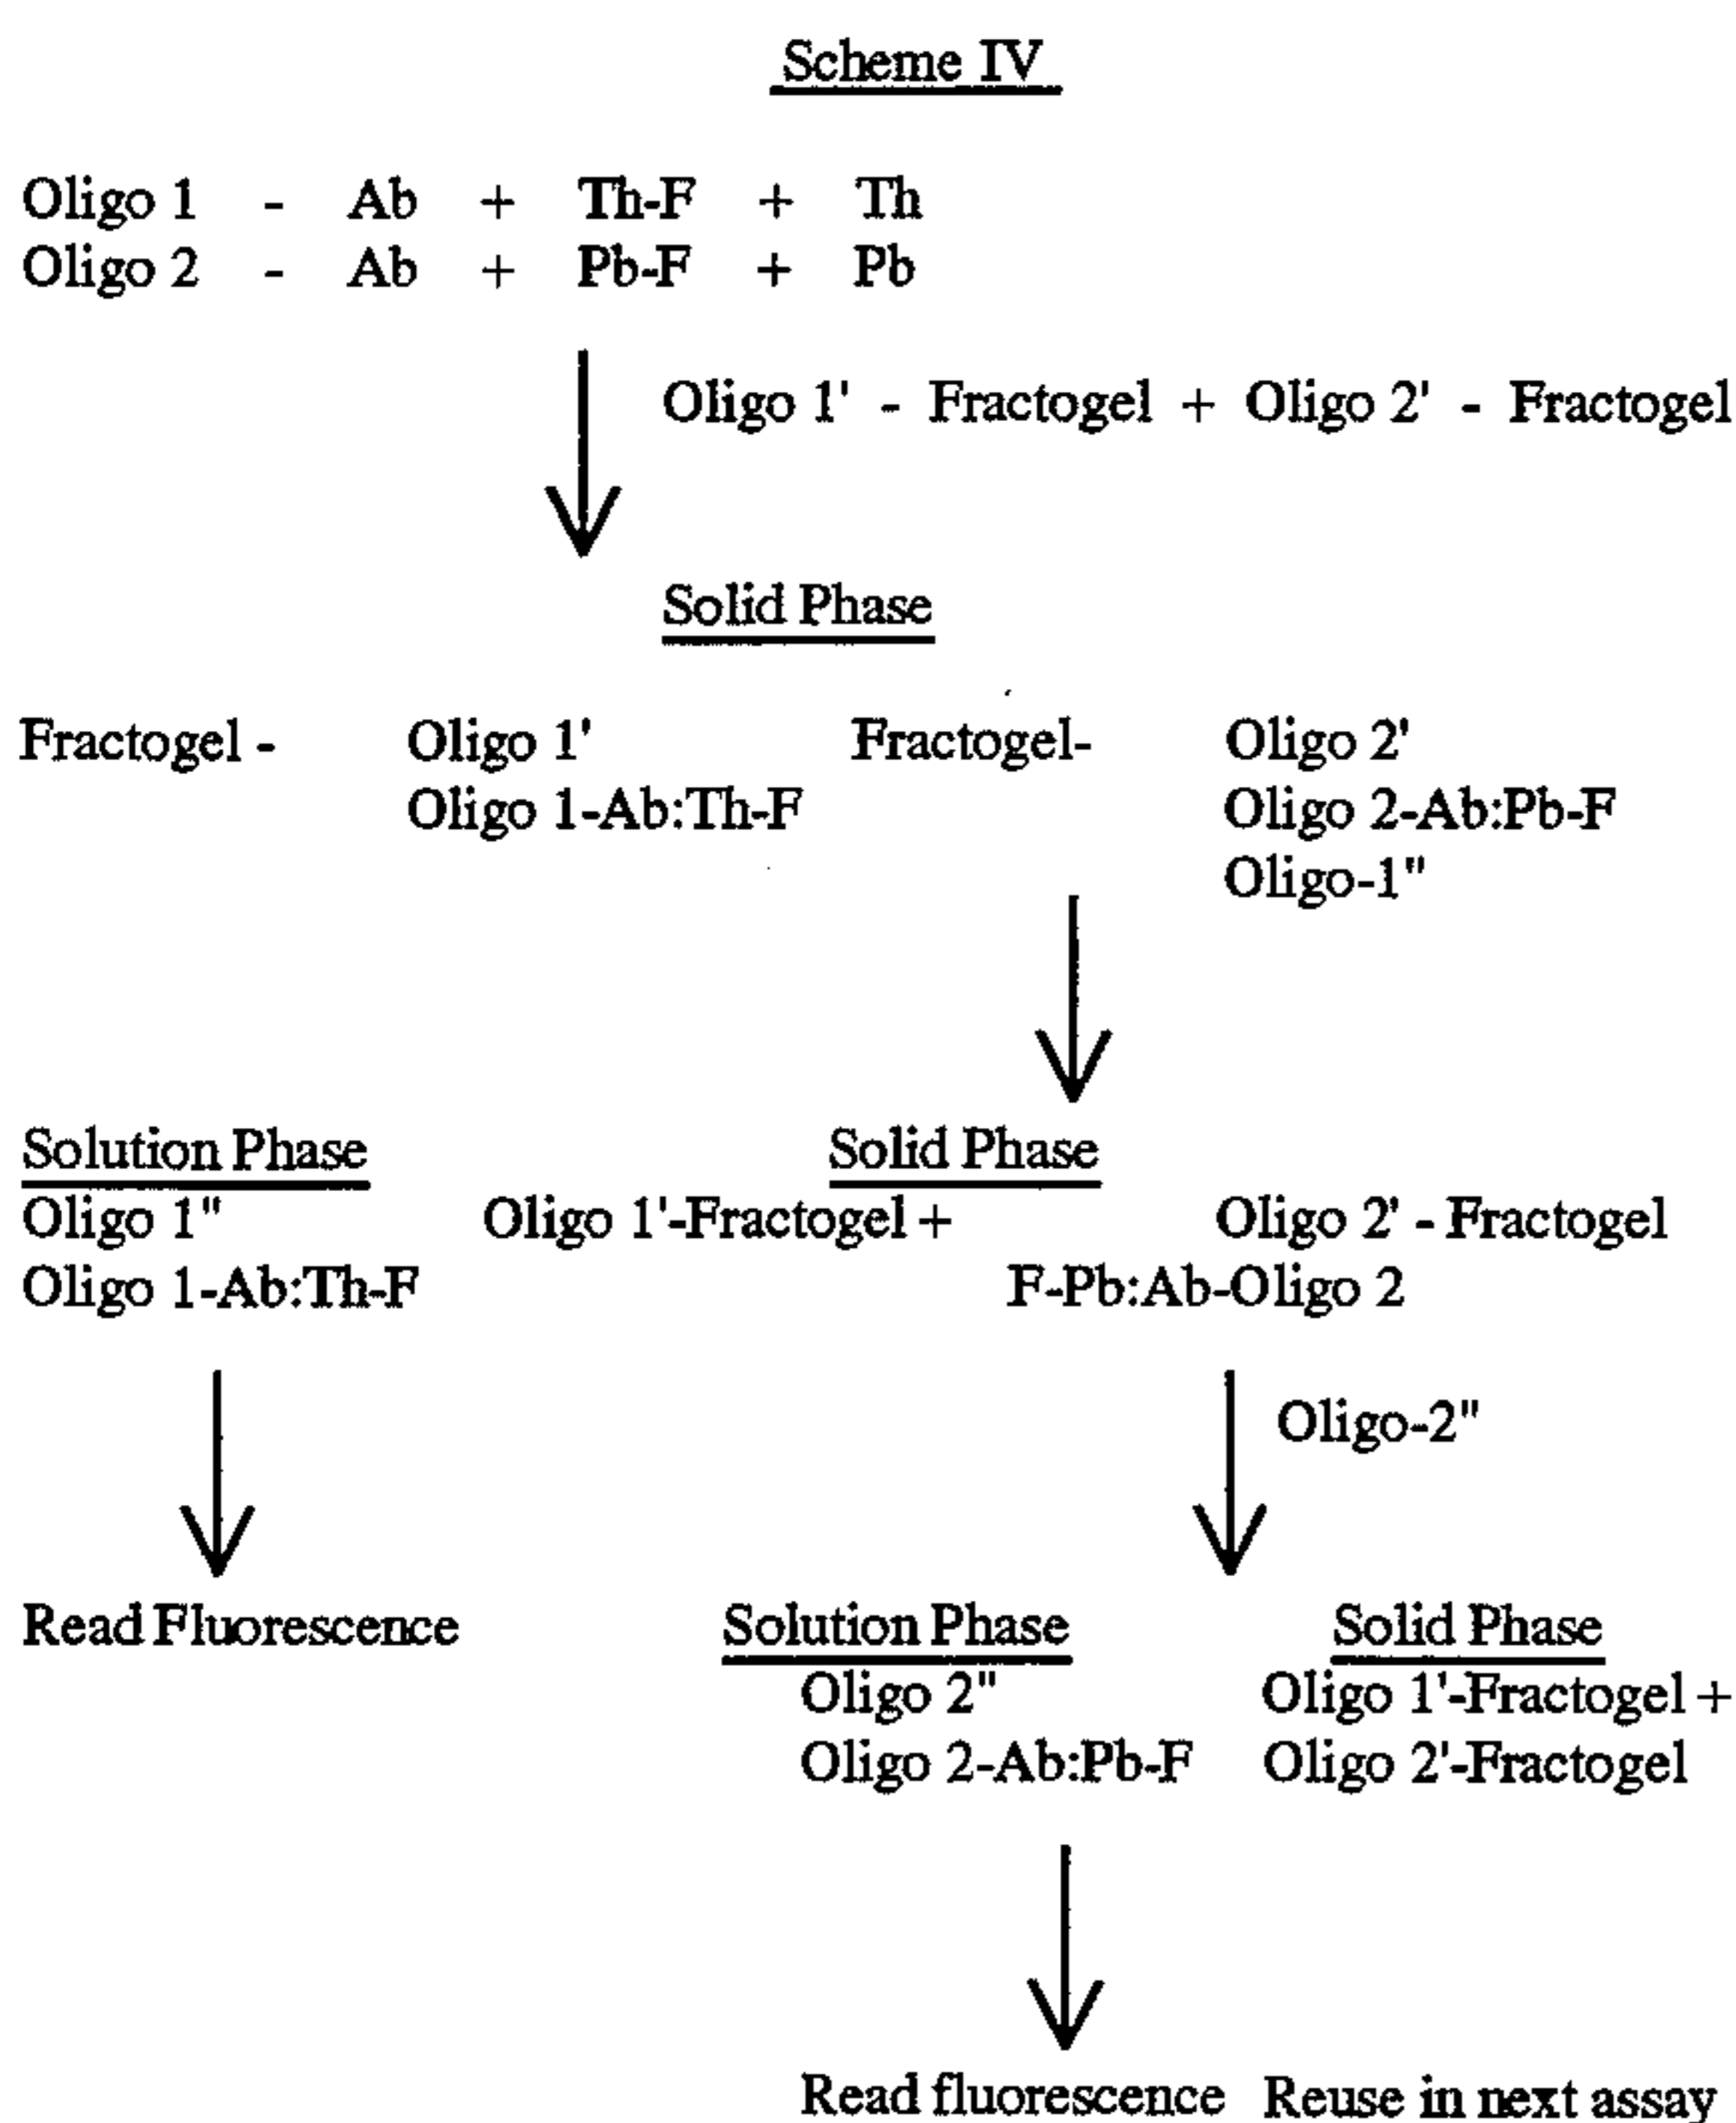 Scheme IV
Oligo 1 - Ab + Th-F + Th
Oligo 2 - Ab + Pb-F + Pb
Oligo 1' - Fractogel + Oligo 2' - Fractogel
Solid Phase
Fractogel - Oligo 1' Fractogel- Oligo 2'
Oligo 1-Ab:Th-F Oligo 2-Ab:Pb-F
Oligo-1"
Solution Phase Solid Phase
Oligo 1" Oligo 1'-Fractogel + Oligo 2' - Fractogel
Oligo 1-Ab:Th-F F-Pb:Ab-Oligo 2
Oligo-2"
Read Fluorescence Solution Phase Solid Phase
Oligo 2" Oligo 1'-Fractogel +
Oligo 2-Ab:Pb-F Oligo 2'-Fractogel
Read fluorescence Reuse in next assay